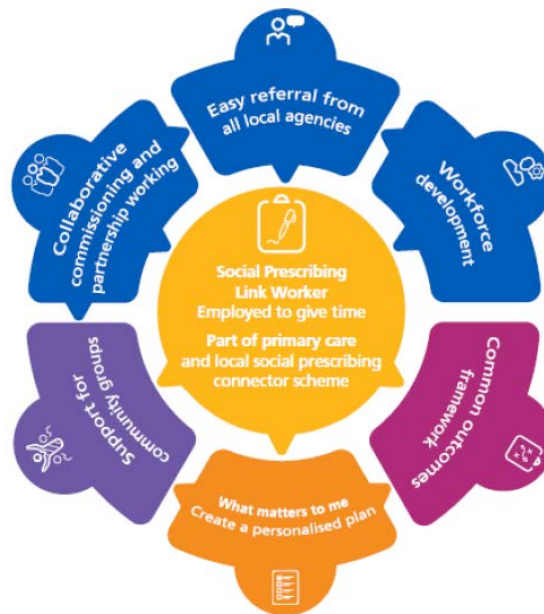 Easy referral from
all local agencies
Workforce
development
Common outcomes
framework
What matters to me
Create a personalised plan
Support for
community groups
Collaborative
commissioning and
partnership working
Social Prescribing
Link Worker
Employed to give time
Part of primary care
and local social prescribing
connector scheme